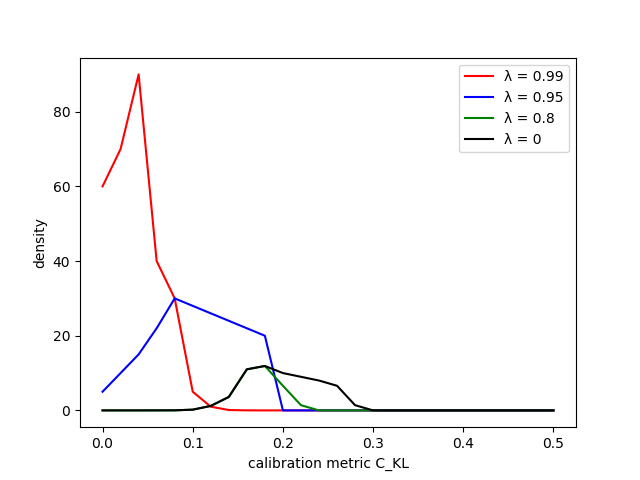 λ = 0.99
λ = 0.95
λ = 0.8
λ = 0
density
80
60
40
20
0
0.0 0.1 0.2 0.3 0.4 0.5
calibration metric C_KL